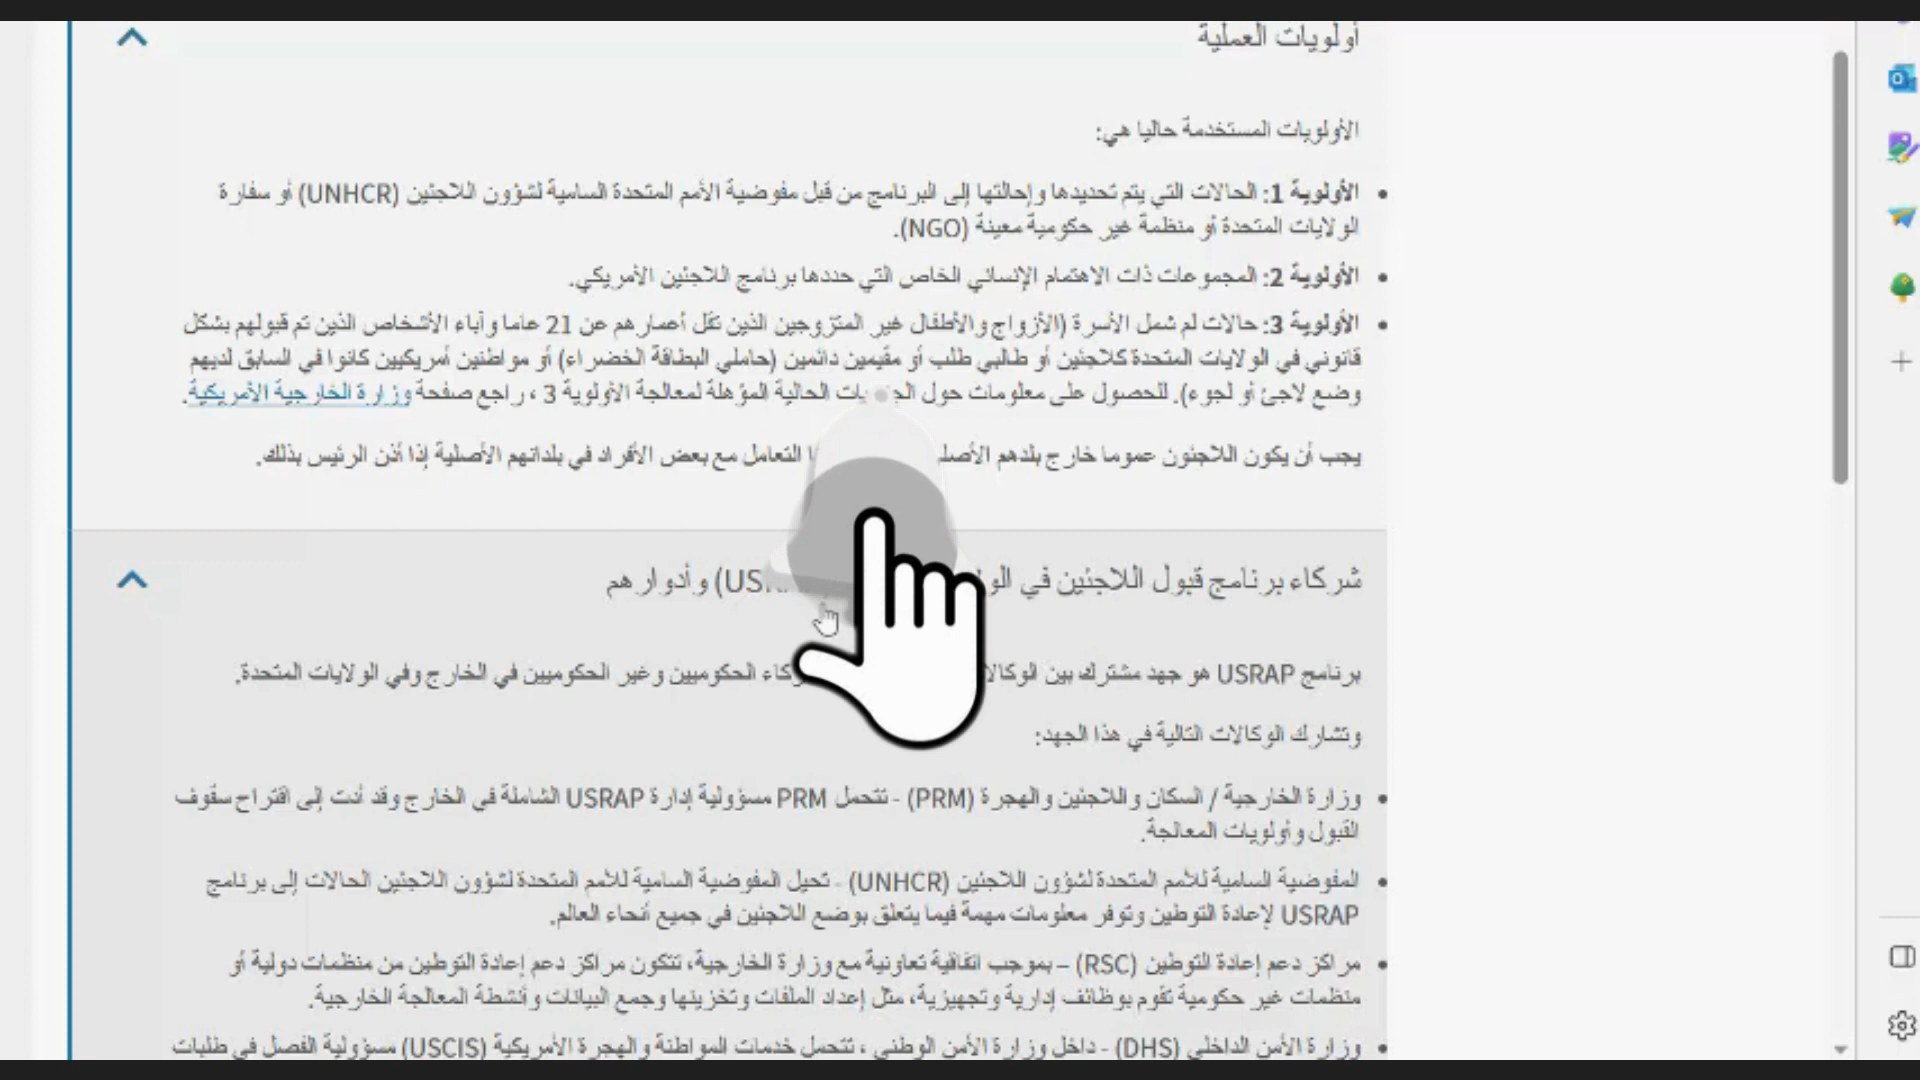 أولويات العملية
الأولويات المستخدمة حاليا هي:
الأولوية 1: الحالات التي يتم تحديدها وإحالتها إلى البرنامج من قبل مفوضية الأمم المتحدة السامية لشؤون اللاجئين (UNHCR) أو سفارة
الولايات المتحدة أو منظمة غير حكومية معينة (NGO).
الأولوية 2: المجموعات ذات الاهتمام الإنساني الخاص التي حددها برنامج اللاجئين الأمريكي.
الأولوية 3: حالات لم شمل الأسرة (الأزواج والأطفال غير المتزوجين الذين تقل أعمارهم عن 21 عاما وآباء الأشخاص الذين تم قبولهم بشكل
قانوني في الولايات المتحدة كلاجئين أو طالبي طلب أو مقيمين دائمين (حاملي البطاقة الخضراء) أو مواطنين أمريكيين كانوا في السابق لديهم
وضع لاجئ أو لجوء). للحصول على معلومات حول الحالية المؤهلة لمعالجة الأولوية 3 ، راجع صفحة وزارة الخارجية الأمريكية.
يجب أن يكون اللاجئون عموما خارج بلدهم التعامل مع بعض الأفراد في بلدانهم الأصلية إذا أذن الرئيس بذلك.
شركاء برنامج قبول اللاجئين في وأدوارهم
برنامج USRAP هو جهد مشترك بين الحكوميين وغير الحكوميين في الخارج وفي الولايات المتحدة.
وتشارك الوكالات التالية في هذا الجهد:
وزارة الخارجية / السكان واللاجئين والهجرة (PRM) - تتحمل PRM مسؤولية إدارة USRAP الشاملة في الخارج وقد أدت إلى اقتراح سقوف
القبول وأولويات المعالجة.
المفوضية السامية للأمم المتحدة لشؤون اللاجئين (UNHCR) - تحيل المفوضية السامية للأمم المتحدة لشؤون اللاجئين الحالات إلى برنامج
USRAP لإعادة التوطين وتوفر معلومات مهمة فيما يتعلق بوضع اللاجئين في جميع أنحاء العالم.
مراكز دعم إعادة التوطين (RSC) – بموجب اتفاقية تعاونية مع وزارة الخارجية، تتكون مراكز دعم إعادة التوطين من منظمات دولية أو
منظمات غير حكومية تقوم بوظائف إدارية وتجهيزية، مثل إعداد الملفات وتخزينها وجمع البيانات وأنشطة المعالجة الخارجية.
وزارة الأمن الداخلي (DHS) - داخل وزارة الأمن الوطني ، تتحمل خدمات المواطنة والهجرة الأمريكية (USCIS) مسؤولية الفصل في طلبات